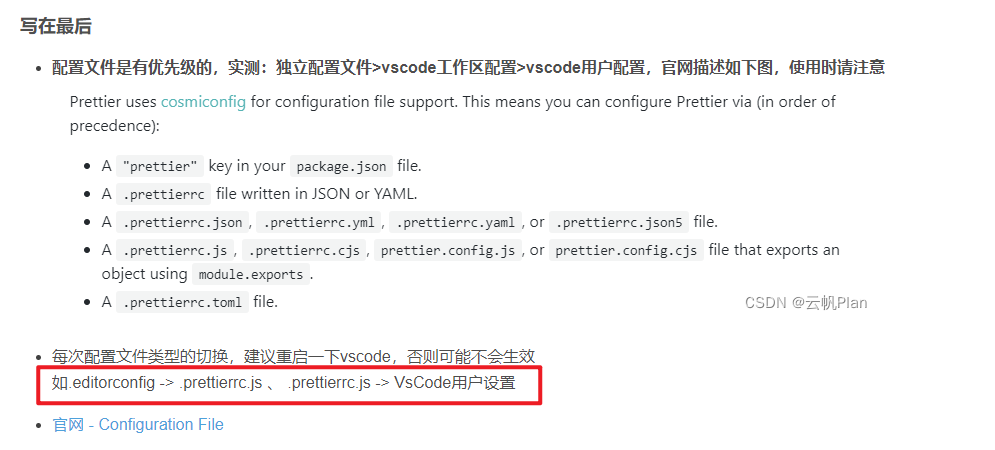 写在最后
配置文件是有优先级的，实测：独立配置文件>vscode工作区配置>vscode用户配置，官网描述如下图，使用时请注意
Prettier uses cosmiconfig for configuration file support. This means you can configure Prettier via (in order of
precedence):
A "prettier" key in your package.json file.
A .prettierrc file written in JSON or YAML.
A .prettierrc.json, .prettierrc.yml, .prettierrc.yaml, or .prettierrc.json5 file.
A .prettierrc.js, .prettierrc.cjs, prettier.config.js, or prettier.config.cjs file that exports an
object using module.exports.
A .prettierrc.toml file.
CSDN @云帆Plan
每次配置文件类型的切换，建议重启一下vscode，否则可能不会生效
如.editorconfig -> .prettierrc.js 、 .prettierrc.js -> VsCode用户设置
官网 - Configuration File